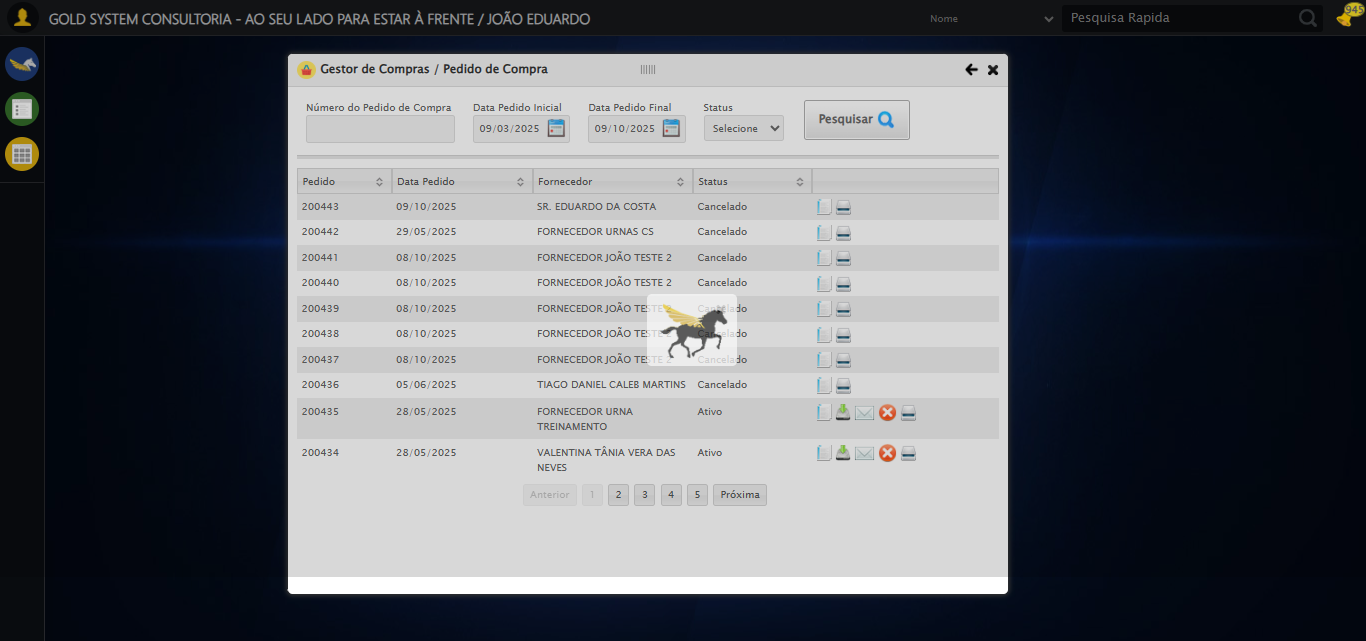 GOLD SYSTEM CONSULTORIA - AO SEU LADO PARA ESTAR À FRENTE / JOÃO EDUARDO
Nome
Pesquisa Rapida
945
Gestor de Compras / Pedido de Compra
Número do Pedido de Compra
Data Pedido Inicial
Data Pedido Final
Status
09/03/2025
09/10/2025
Selecione
Pesquisar
Pedido Data Pedido Fornecedor Status
200443 09/10/2025 SR. EDUARDO DA COSTA Cancelado
200442 29/05/2025 FORNECEDOR URNAS CS Cancelado
200441 08/10/2025 FORNECEDOR JOÃO TESTE 2 Cancelado
200440 08/10/2025 FORNECEDOR JOÃO TESTE 2 Cancelado
200439 08/10/2025 FORNECEDOR JOÃO TESTE 2 Cancelado
200438 08/10/2025 FORNECEDOR JOÃO TESTE 2 Cancelado
200437 08/10/2025 FORNECEDOR JOÃO TESTE 2 Cancelado
200436 05/06/2025 TIAGO DANIEL CALEB MARTINS Cancelado
200435 28/05/2025 FORNECEDOR URNA Ativo
TREINAMENTO
200434 28/05/2025 VALENTINA TÂNIA VERA DAS Ativo
NEVES
Anterior 1 2 3 4 5 Próxima